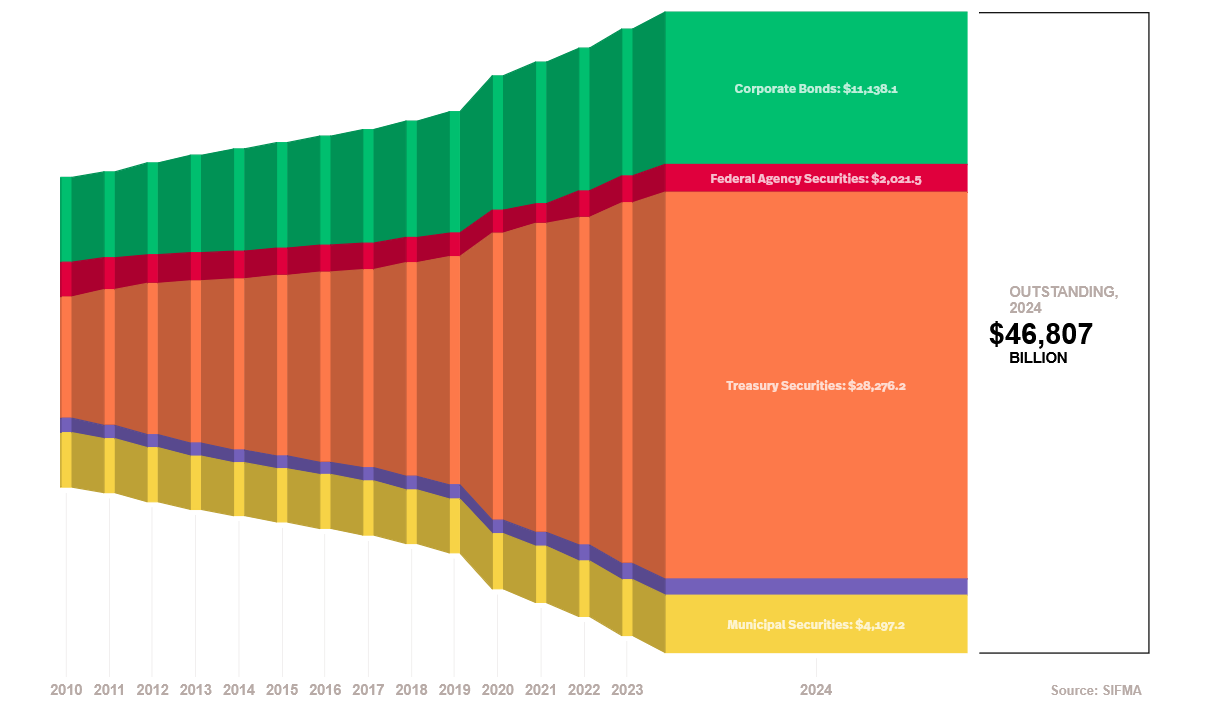 Corporate Bonds: $11,138.1
Federal Agency Securities: $2,021.5
Treasury Securities: $28,276.2
Municipal Securities: $4,197.2
OUTSTANDING,
2024
$46,807
BILLION
2010 2011 2012 2013 2014 2015 2016 2017 2018 2019 2020 2021 2022 2023 2024
Source: SIFMA